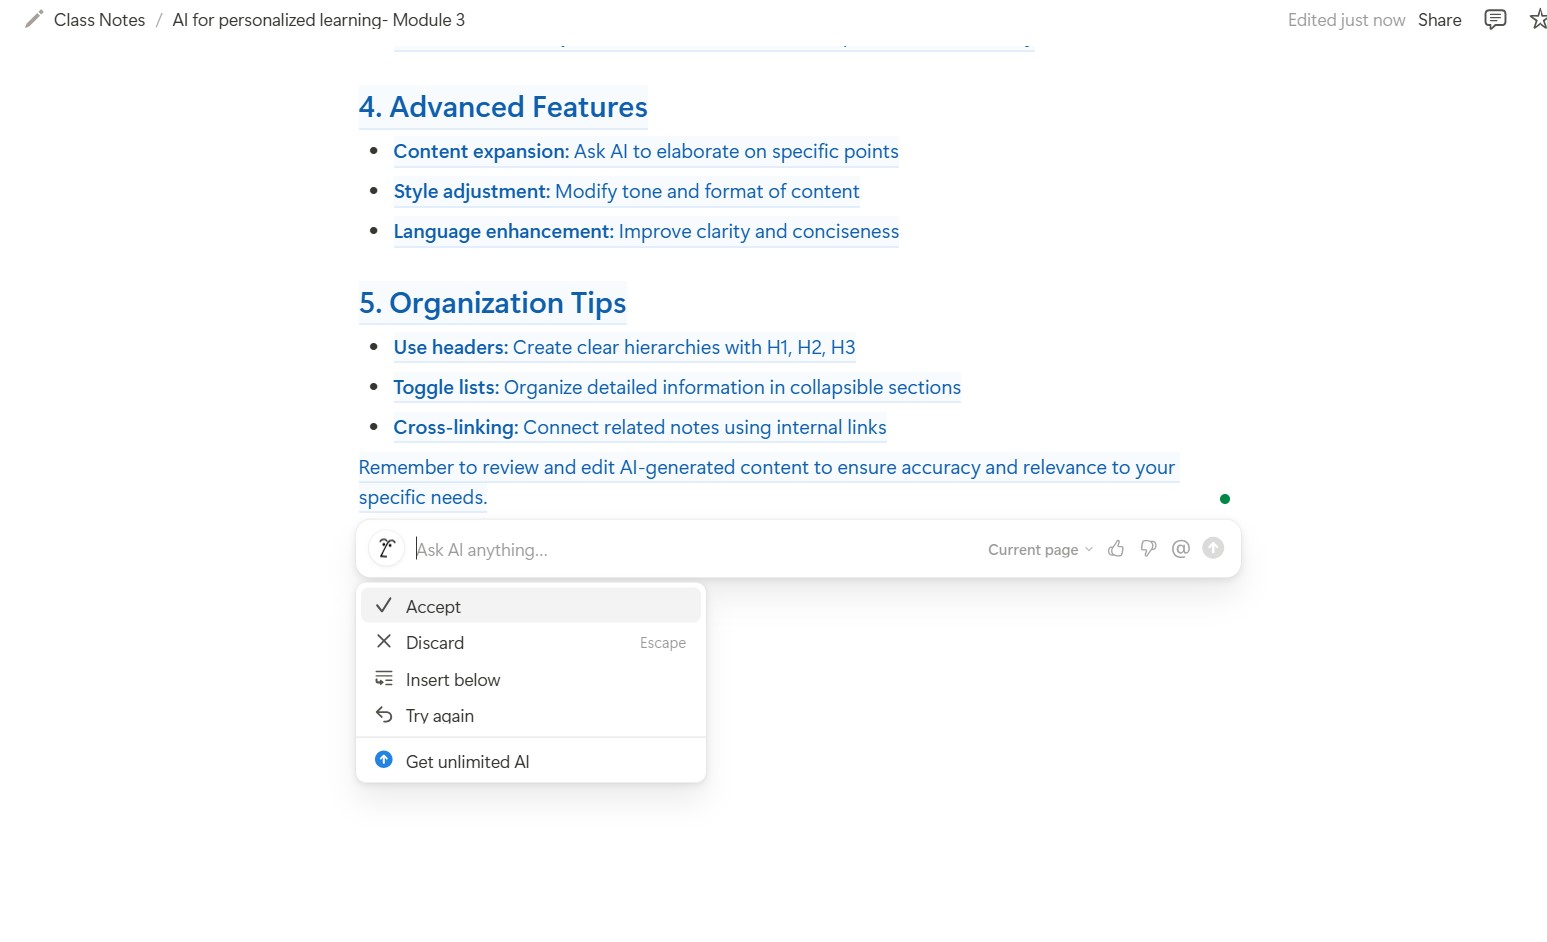 Class Notes / AI for personalized learning- Module 3
Edited just now Share
4. Advanced Features
• Content expansion: Ask AI to elaborate on specific points
• Style adjustment: Modify tone and format of content
• Language enhancement: Improve clarity and conciseness
5. Organization Tips
• Use headers: Create clear hierarchies with H1, H2, H3
• Toggle lists: Organize detailed information in collapsible sections
• Cross-linking: Connect related notes using internal links
Remember to review and edit AI-generated content to ensure accuracy and relevance to your
specific needs.
Ask AI anything... Current page @
Accept
Discard Escape
Insert below
Try again
Get unlimited AI